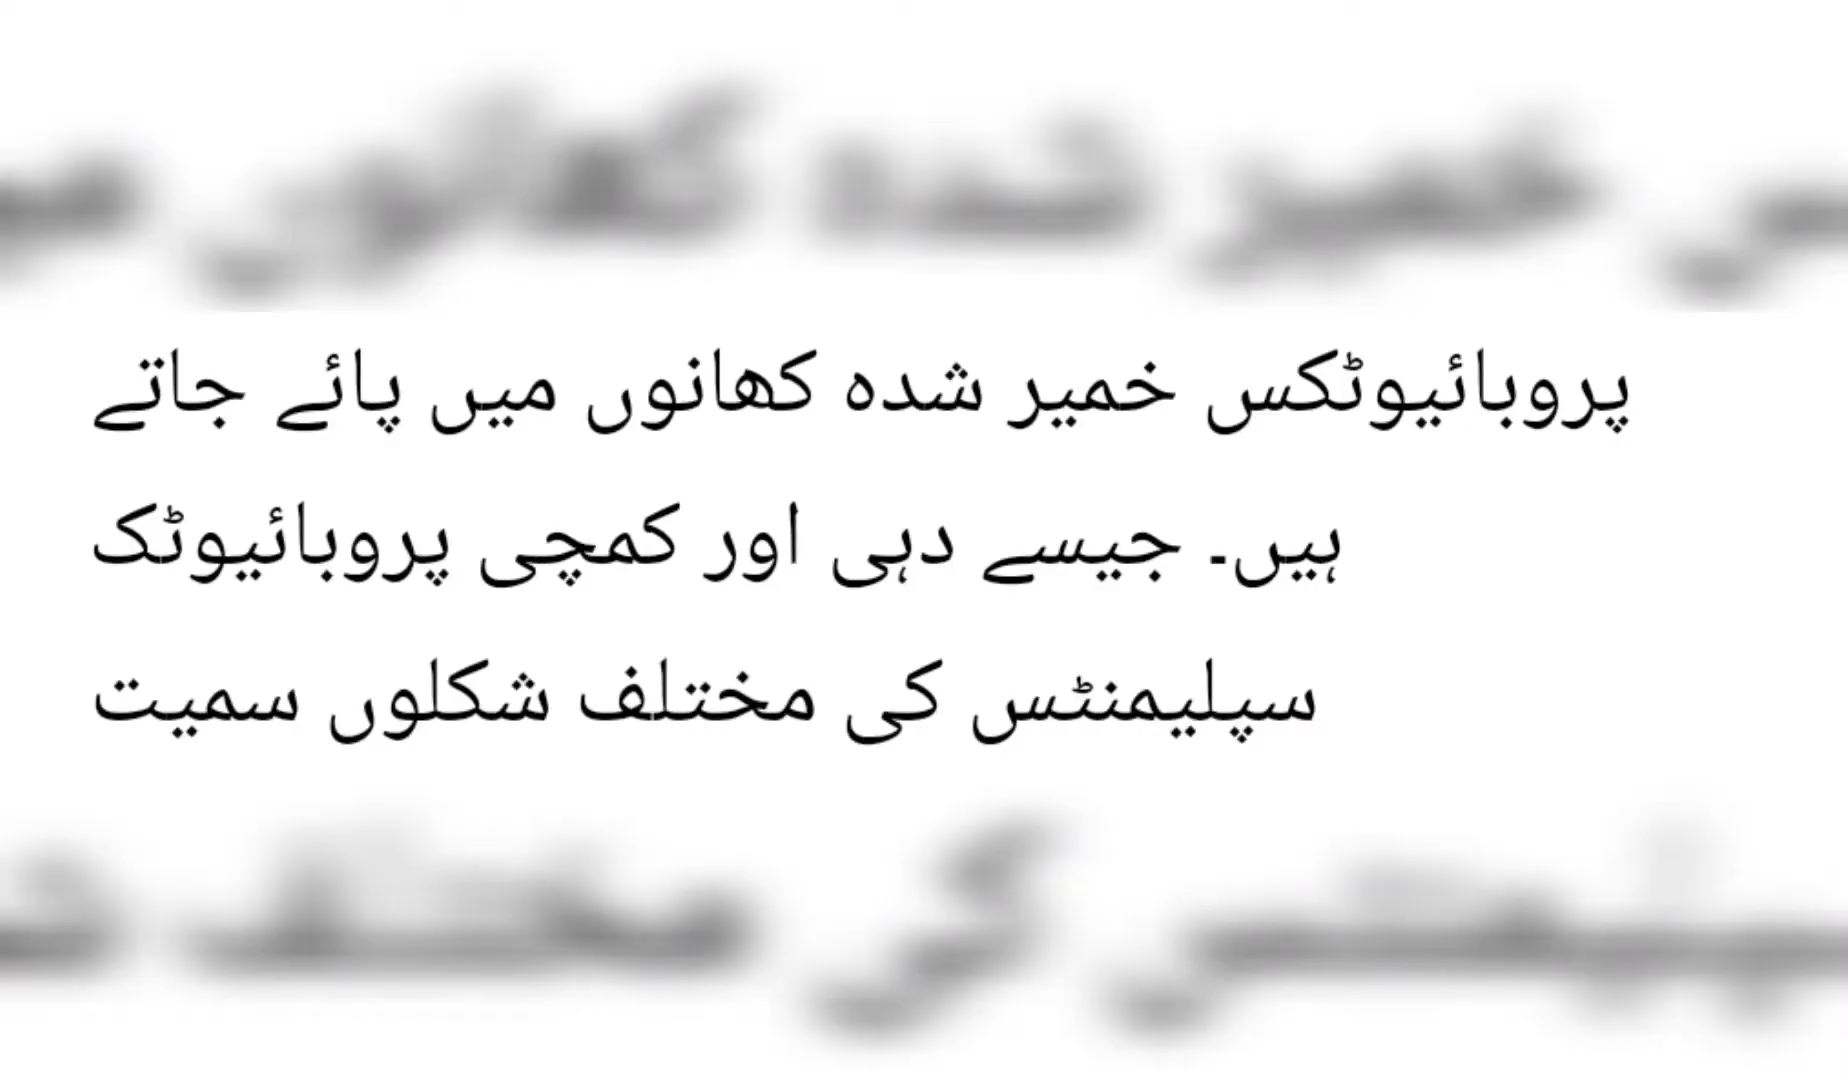 پروبائیوٹکس خمیر شدہ کھانوں میں پائے جاتے
ہیں۔ جیسے دہی اور کمچی پروبائیوٹک
سپلیمنٹس کی مختلف شکلوں سمیت